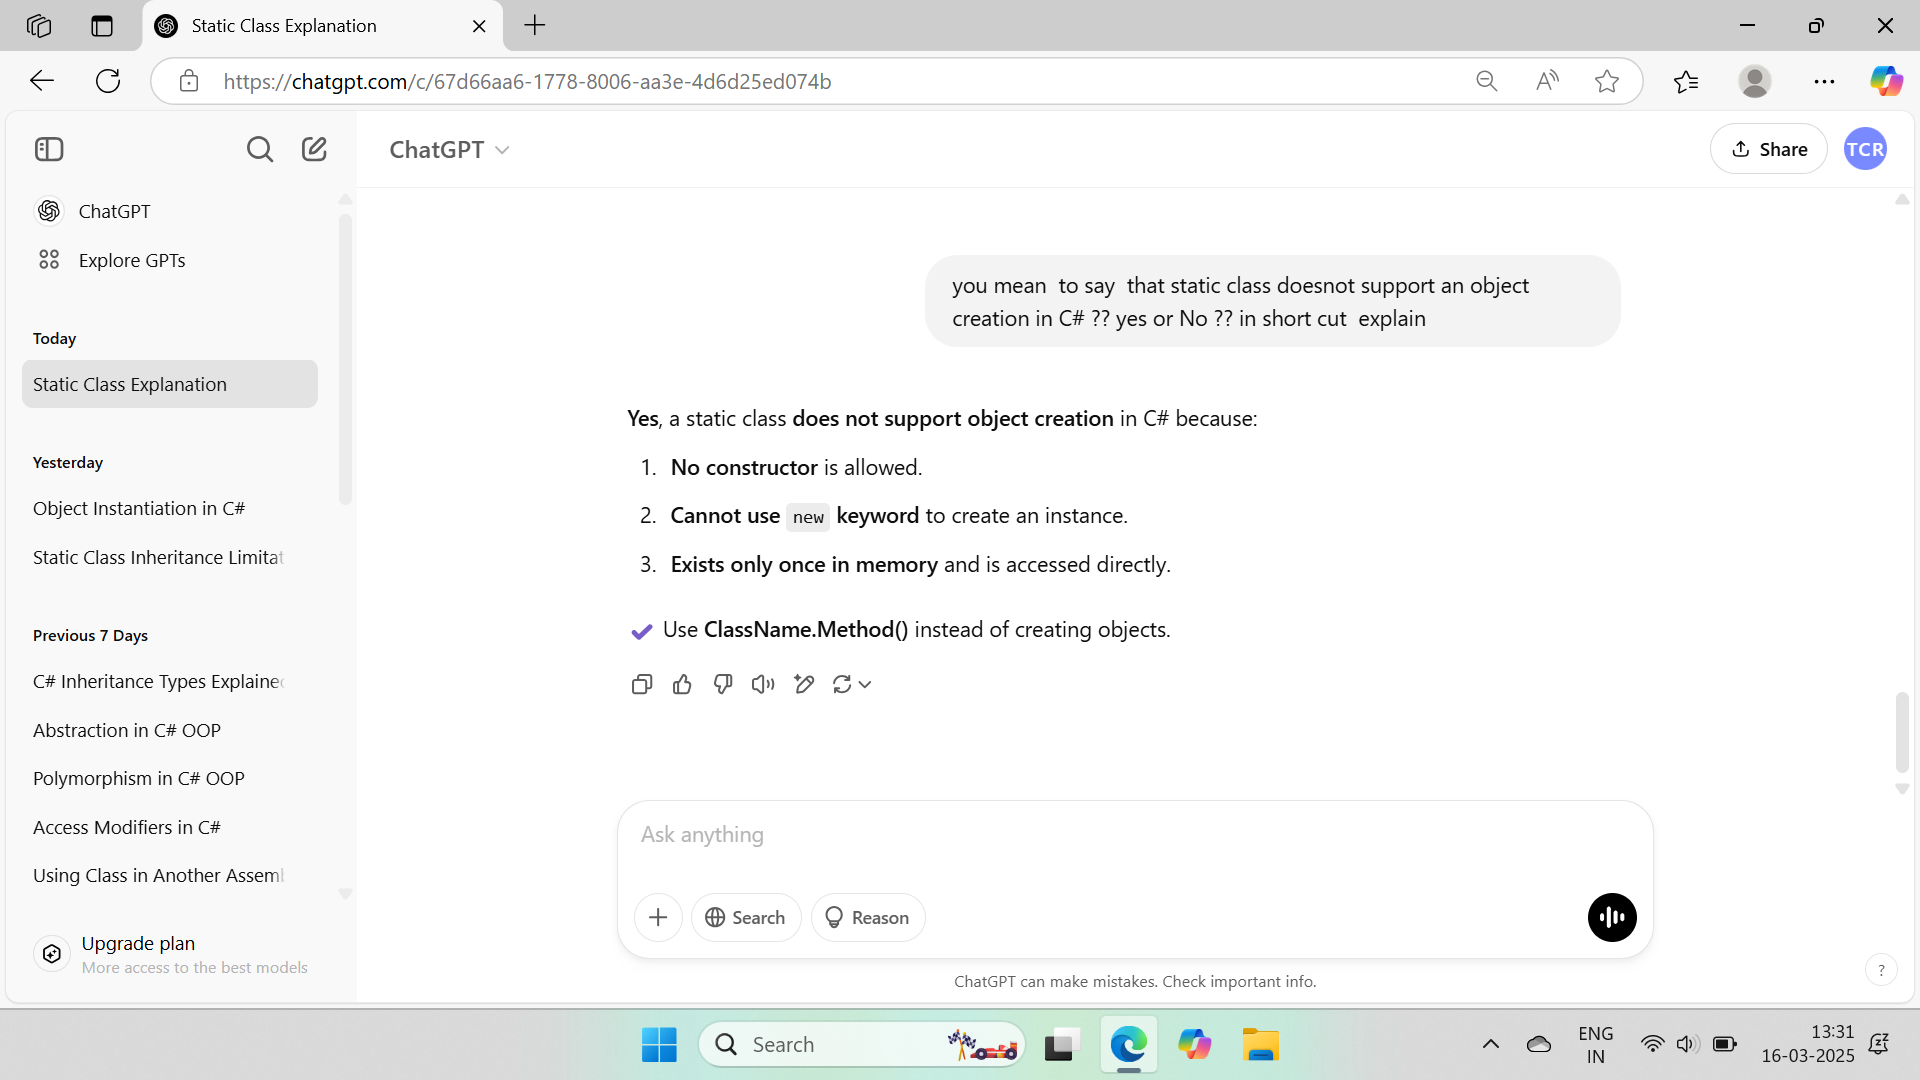 Static Class Explanation
https://chatgpt.com/c/67d66aa6-1778-8006-aa3e-4d6d25ed074b
ChatGPT
Share
TCR
ChatGPT
Explore GPTs
Today
Static Class Explanation
Yesterday
Object Instantiation in C#
Static Class Inheritance Limitat
Previous 7 Days
C# Inheritance Types Explained
Abstraction in C# OOP
Polymorphism in C# OOP
Access Modifiers in C#
Using Class in Another Assemb
Upgrade plan
More access to the best models
you mean  to say  that static class doesnot support an object
creation in C# ?? yes or No ?? in short cut  explain
Yes, a static class does not support object creation in C# because:
1. No constructor is allowed.
2. Cannot use new keyword to create an instance.
3. Exists only once in memory and is accessed directly.
Use ClassName.Method() instead of creating objects.
Ask anything
Search
Reason
ChatGPT can make mistakes. Check important info.
?
Search
ENG
IN
13:31
16-03-2025